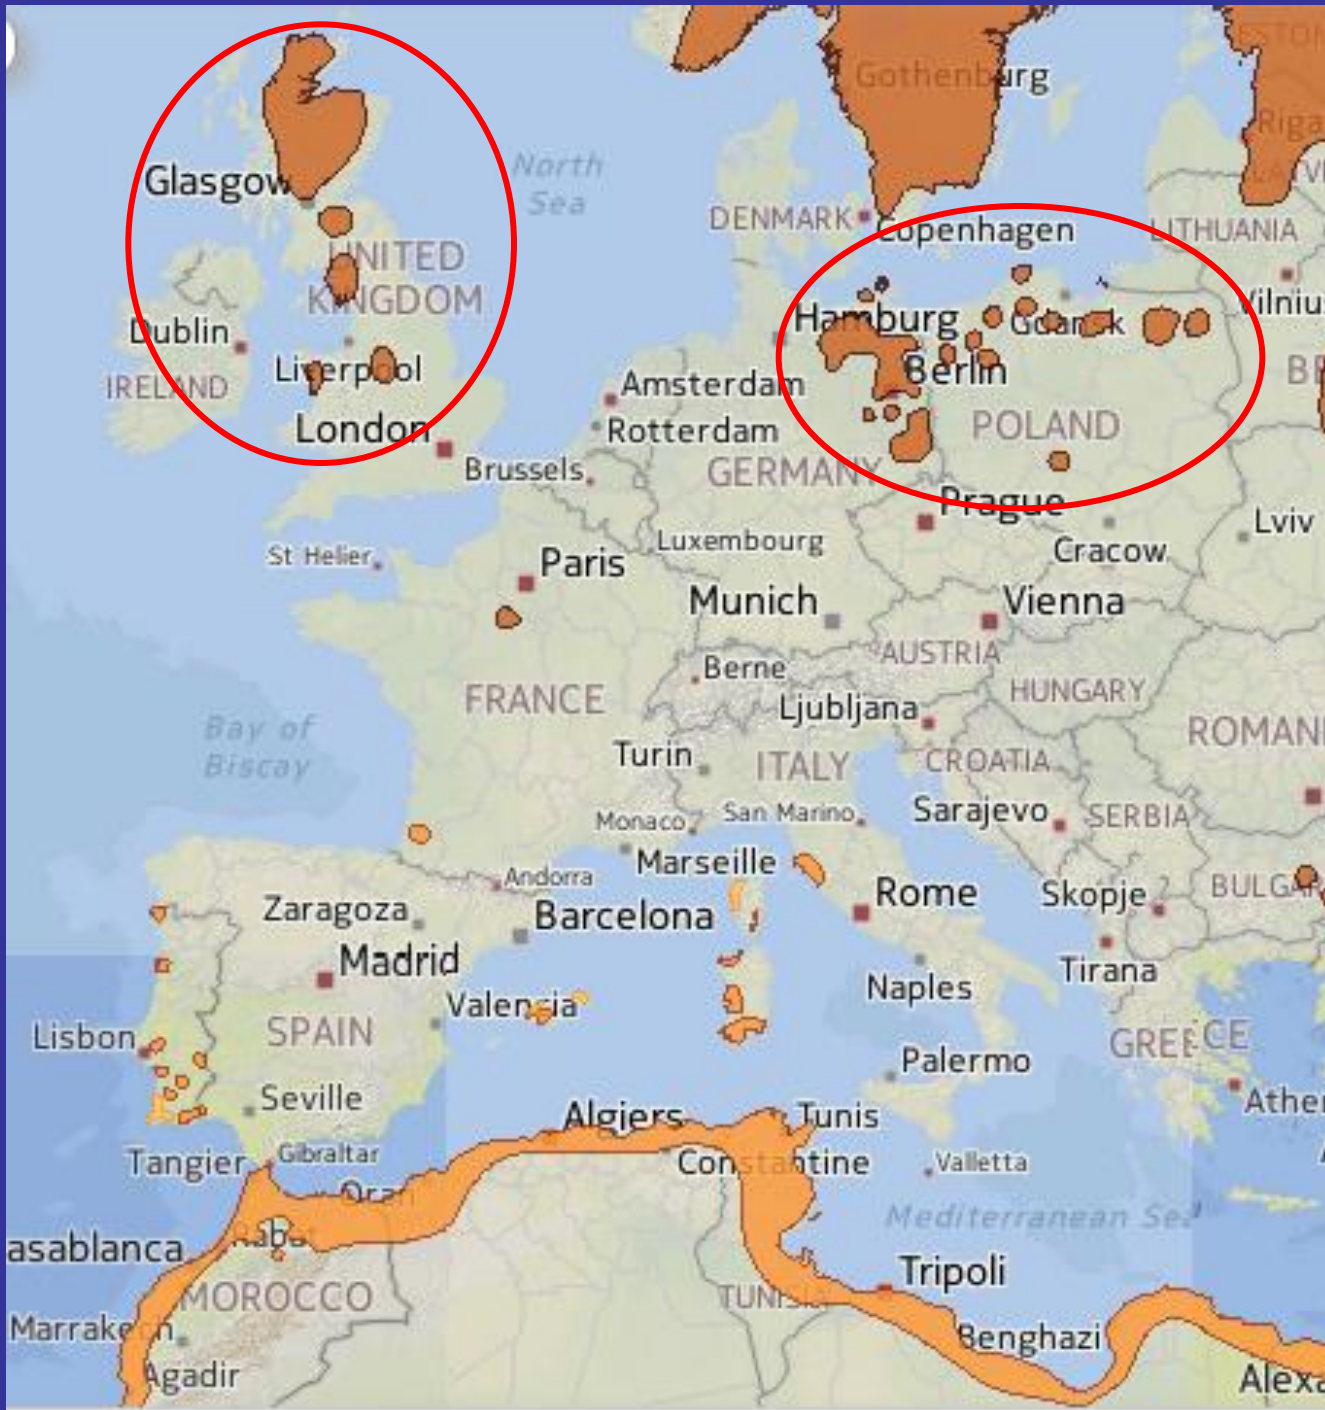 ESTON
Gothenburg
Riga
North
Sea
Glasgow
LATV
DENMARK
Copenhagen
LITHUANIA
UNITED
KINGDOM
Vilnius
Dublin
Hamburg
Gdansk
IRELAND
Liverpool
Amsterdam
Berlin
BE
London
Rotterdam
POLAND
Brussels
GERMANY
Prague
Lviv
St Helier
Paris
Luxembourg
Cracow
Munich
Vienna
Berne
AUSTRIA
FRANCE
HUNGARY
Ljubljana
Bay of
Biscay
ROMANI
Turin
ITALY
CROATIA
Monaco
San Marino
Sarajevo
SERBIA
Marseille
Andorra
Zaragoza
Barcelona
Rome
Skopje
?
BULGAR
Madrid
Tirana
Naples
Valencia
Lisbon
SPAIN
GREECE
Palermo
Seville
Athen
Algiers
Tunis
Tangier
Gibraltar
Constantine
Valletta
Oran
Mediterranean Sea
asablanca
Rabat
Tripoli
MOROCCO
TUNISIA
Marrakech
Benghazi
Agadir
Alexa